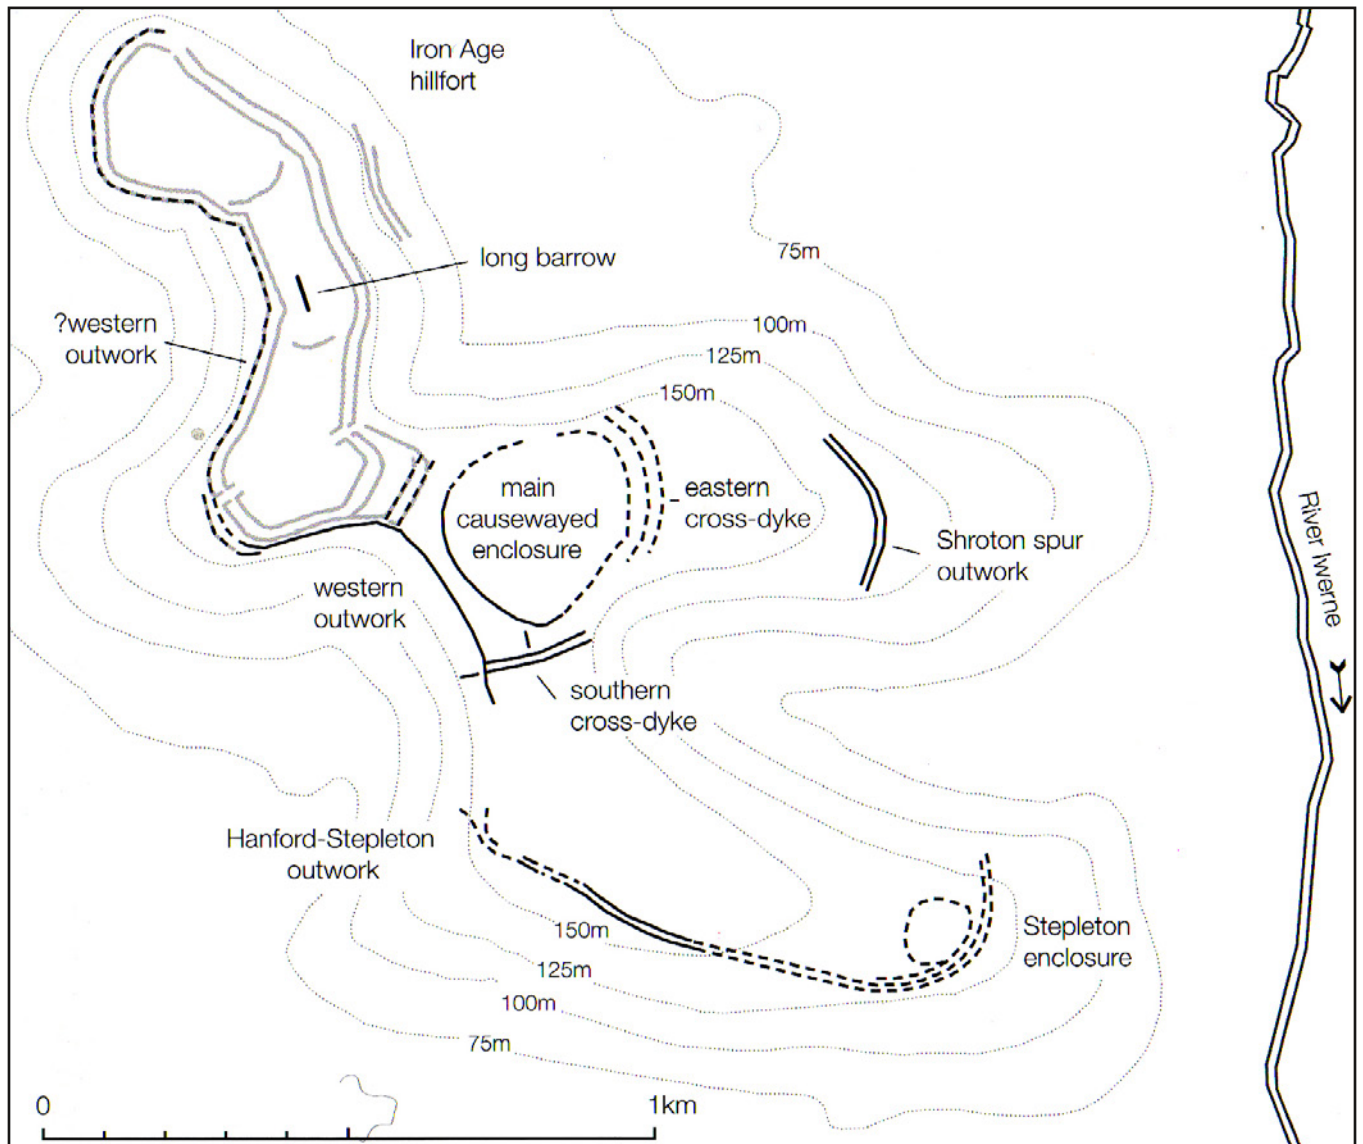 Iron Age
hillfort
long barrow
75m
?western
outwork
100m
125m
150m
main
causewayed
enclosure
eastern
cross-dyke
Shroton spur
outwork
River Iwerne
western
outwork
southern
cross-dyke
Hanford-Stepleton
outwork
150m
125m
100m
75m
Stepleton
enclosure
0
1km